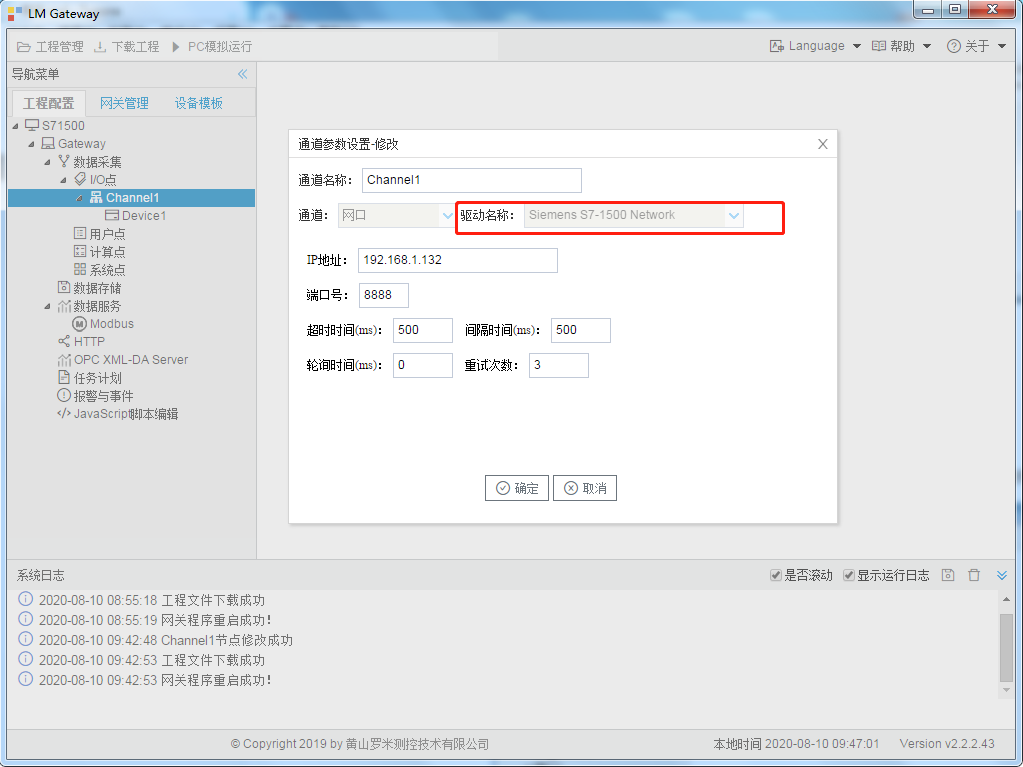 LM Gateway
工程管理 下载工程 PC模拟运行 Language 帮助 关于
导航菜单
工程配置 网关管理 设备模板
S71500
Gateway
数据采集
I/O点
Channel1
Device1
用户点
计算点
系统点
数据存储
数据服务
Modbus
HTTP
OPC XML-DA Server
任务计划
报警与事件
JavaScript脚本编辑
通道参数设置-修改
通道名称： Channel1
通道： 网口 驱动名称： Siemens S7-1500 Network
IP地址： 192.168.1.132
端口号： 8888
超时时间(ms)： 500 间隔时间(ms)： 500
轮询时间(ms)： 0 重试次数： 3
确定 取消
系统日志 是否滚动 显示运行日志
2020-08-10 08:55:18 工程文件下载成功
2020-08-10 08:55:19 网关程序重启成功！
2020-08-10 09:42:48 Channel1节点修改成功
2020-08-10 09:42:53 工程文件下载成功
2020-08-10 09:42:53 网关程序重启成功！
© Copyright 2019 by 黄山罗米测控技术有限公司 本地时间 2020-08-10 09:47:01 Version v2.2.2.43